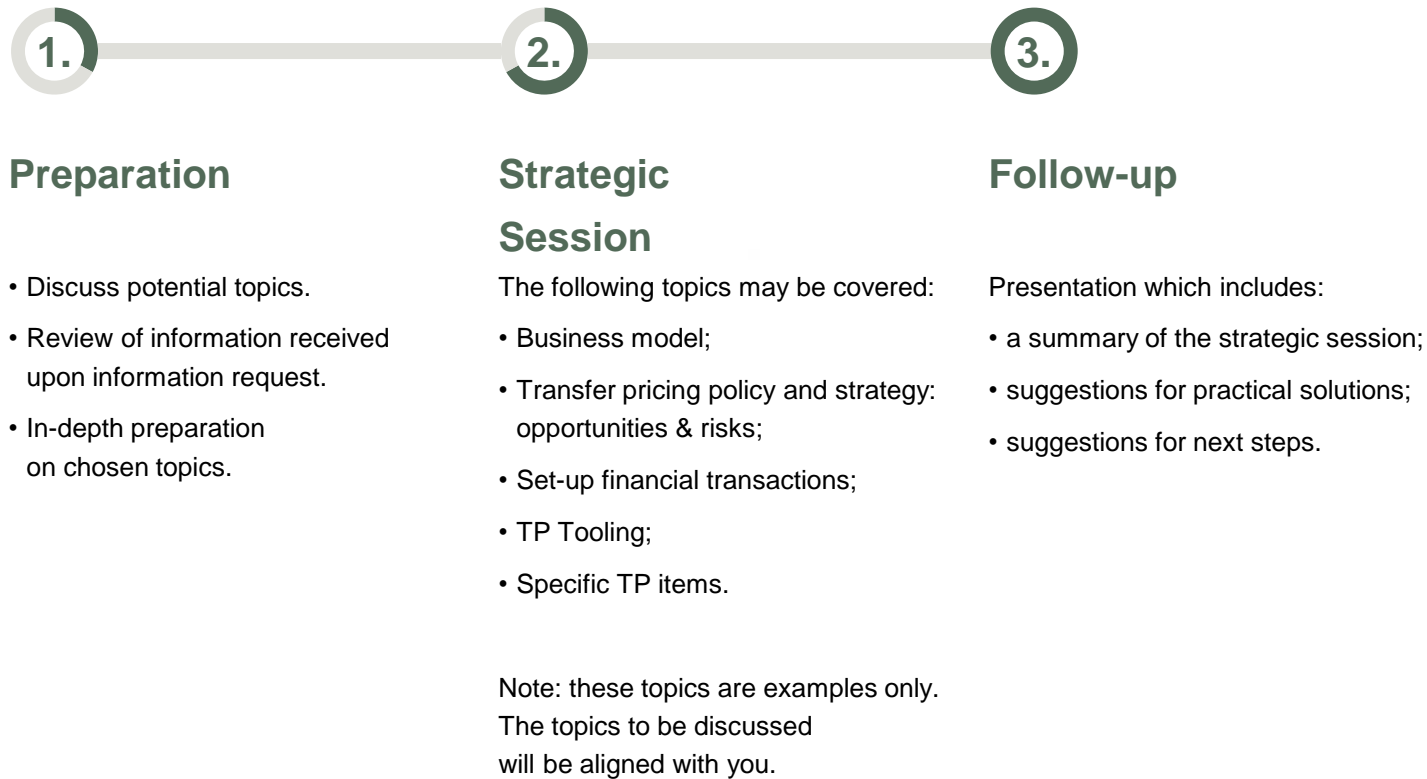 1.
2.
3.
Preparation
• Discuss potential topics.
• Review of information received
upon information request.
• In-depth preparation
on chosen topics.
Strategic
Session
The following topics may be covered:
• Business model;
• Transfer pricing policy and strategy:
opportunities & risks;
• Set-up financial transactions;
• TP Tooling;
• Specific TP items.
Note: these topics are examples only.
The topics to be discussed
will be aligned with you.
Follow-up
Presentation which includes:
• a summary of the strategic session;
• suggestions for practical solutions;
• suggestions for next steps.